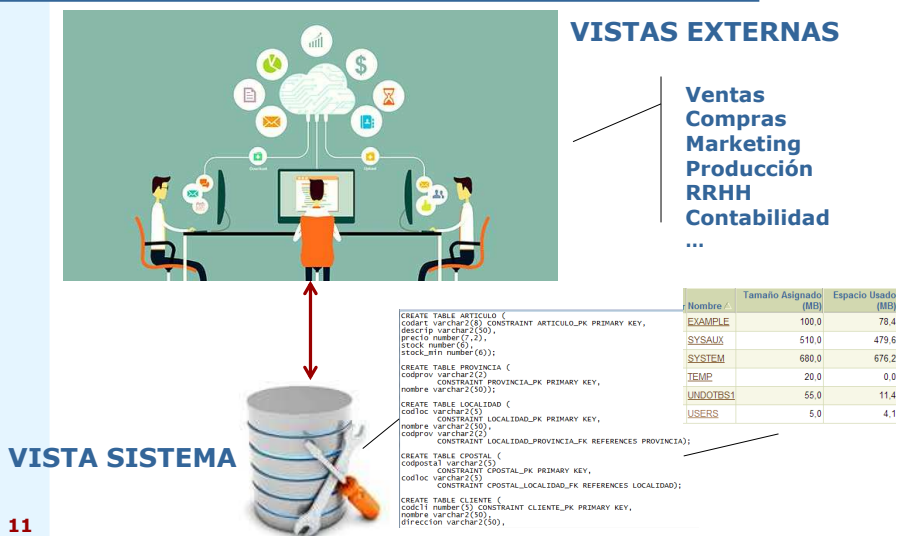 VISTAS EXTERNAS
Ventas
Compras
Marketing
Producción
RRHH
Contabilidad
...
Download
Upload
Nombre Tamaño Asignado (MB) Espacio Usado (MB)
EXAMPLE 100,0 78,4
SYSAUX 510,0 479,6
SYSTEM 680,0 676,2
TEMP 20,0 0,0
UNDOTBS1 55,0 11,4
USERS 5,0 4,1
CREATE TABLE ARTICULO (
codart varchar2(8) CONSTRAINT ARTICULO_PK PRIMARY KEY,
descrip varchar2(50),
precio number(7,2),
stock number(6),
stock_min number(6));
CREATE TABLE PROVINCIA (
codprov varchar2(2)
CONSTRAINT PROVINCIA_PK PRIMARY KEY,
nombre varchar2(50));
CREATE TABLE LOCALIDAD (
codloc varchar2(5)
CONSTRAINT LOCALIDAD_PK PRIMARY KEY,
nombre varchar2(50),
codprov varchar2(2)
CONSTRAINT LOCALIDAD_PROVINCIA_FK REFERENCES PROVINCIA);
CREATE TABLE CPOSTAL (
codpostal varchar2(5)
CONSTRAINT CPOSTAL_PK PRIMARY KEY,
codloc varchar2(5)
CONSTRAINT CPOSTAL_LOCALIDAD_FK REFERENCES LOCALIDAD);
CREATE TABLE CLIENTE (
codcli number(5) CONSTRAINT CLIENTE_PK PRIMARY KEY,
nombre varchar2(50),
direccion varchar2(50),
VISTA SISTEMA
11